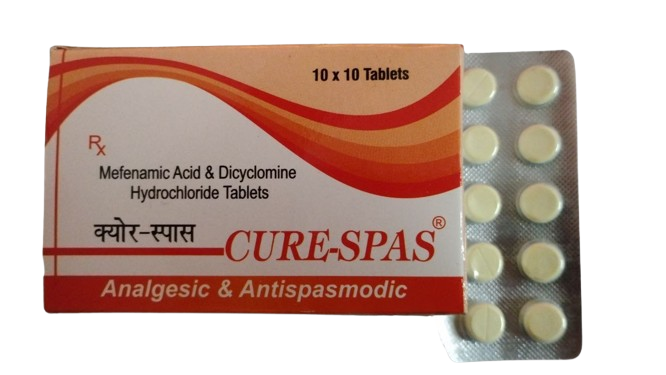 10 x 10 Tablets
Rx
Mefenamic Acid & Dicyclomine
Hydrochloride Tablets
क्योर-स्पास
CURE-SPAS®
Analgesic & Antispasmodic